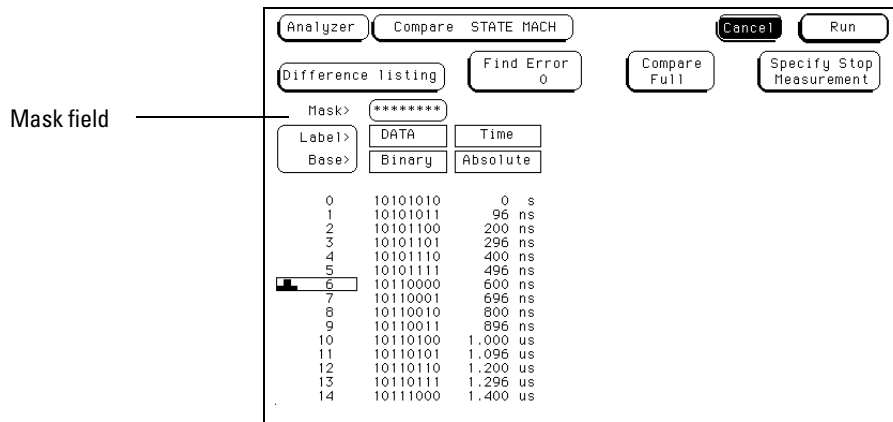 Analyzer Compare STATE MACH Cancel Run
Difference listing Find Error 0 Compare Full Specify Stop Measurement
Mask field
Mask> ********
Label> DATA Time
Base> Binary Absolute
0 10101010 0 s
1 10101011 96 ns
2 10101100 200 ns
3 10101101 296 ns
4 10101110 400 ns
5 10101111 496 ns
6 10110000 600 ns
7 10110001 696 ns
8 10110010 800 ns
9 10110011 896 ns
10 10110100 1.000 us
11 10110101 1.096 us
12 10110110 1.200 us
13 10110111 1.296 us
14 10111000 1.400 us